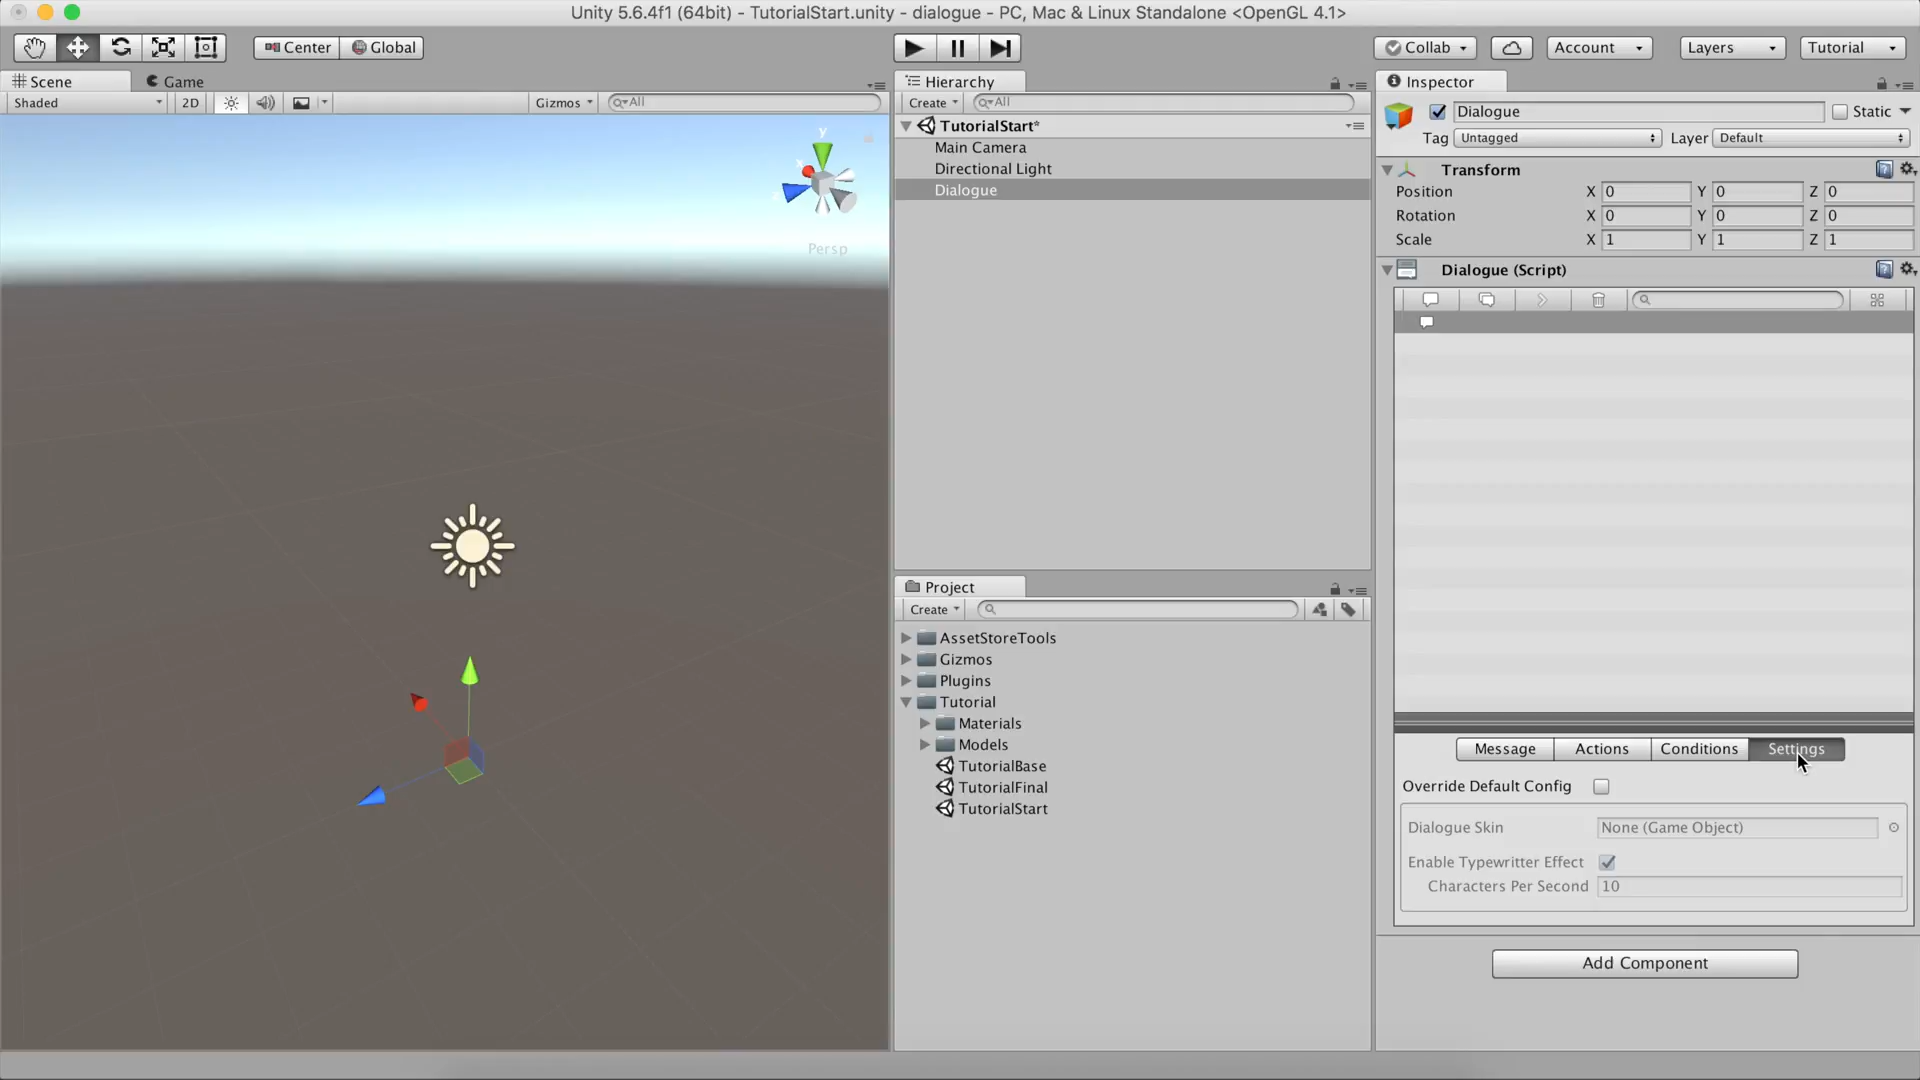 Unity 5.6.4f1 (64bit) - TutorialStart.unity - dialogue - PC, Mac & Linux Standalone <OpenGL 4.1>
Center Global
Collab Account Layers Tutorial
Scene Game
Shaded 2D Gizmos All
y
x
Persp
Hierarchy
Create All
TutorialStart*
Main Camera
Directional Light
Dialogue
Project
Create
AssetStoreTools
Gizmos
Plugins
Tutorial
Materials
Models
TutorialBase
TutorialFinal
TutorialStart
Inspector
Dialogue Static
Tag Untagged Layer Default
Transform
Position X 0 Y 0 Z 0
Rotation X 0 Y 0 Z 0
Scale X 1 Y 1 Z 1
Dialogue (Script)
Message Actions Conditions Settings
Override Default Config
Dialogue Skin None (Game Object)
Enable Typewritter Effect
Characters Per Second 10
Add Component